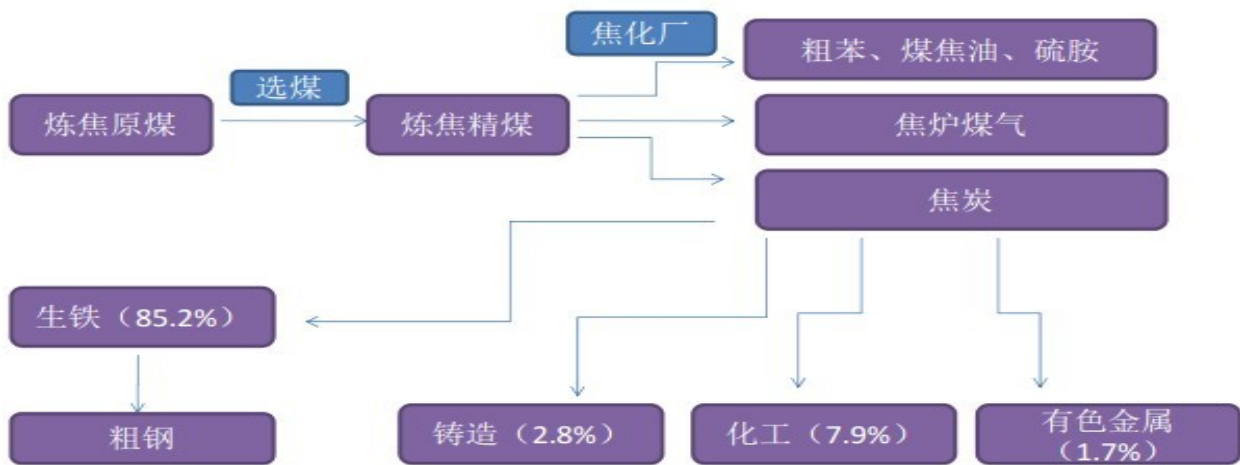 焦化厂
粗苯、煤焦油、硫胺
选煤
炼焦原煤
炼焦精煤
焦炉煤气
焦炭
生铁（85.2%）
粗钢
铸造（2.8%）
化工（7.9%）
有色金属
（1.7%）